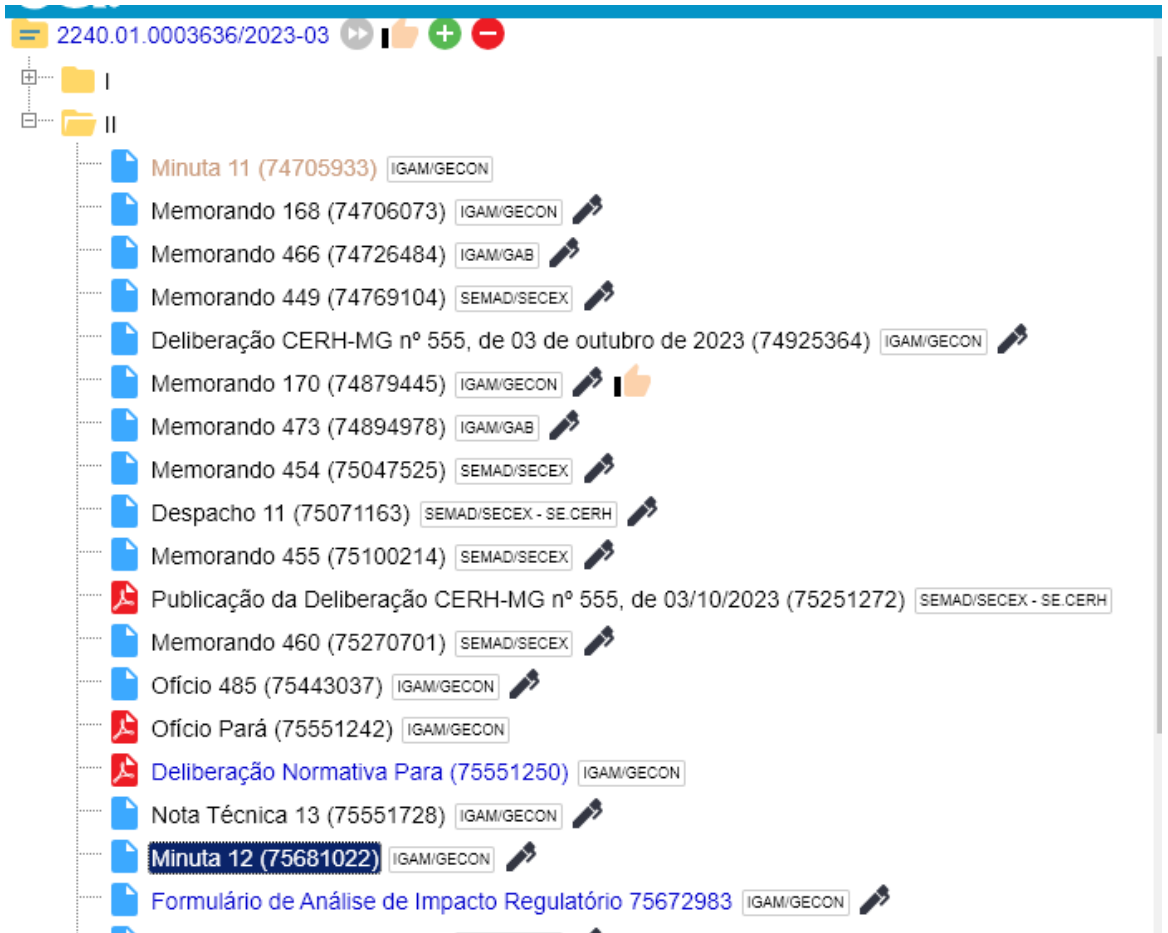 2240.01.0003636/2023-03
I
II
Minuta 11 (74705933) IGAM/GECON
Memorando 168 (74706073) IGAM/GECON
Memorando 466 (74726484) IGAM/GAB
Memorando 449 (74769104) SEMAD/SECEX
Deliberação CERH-MG nº 555, de 03 de outubro de 2023 (74925364) IGAM/GECON
Memorando 170 (74879445) IGAM/GECON
Memorando 473 (74894978) IGAM/GAB
Memorando 454 (75047525) SEMAD/SECEX
Despacho 11 (75071163) SEMAD/SECEX - SE.CERH
Memorando 455 (75100214) SEMAD/SECEX
Publicação da Deliberação CERH-MG nº 555, de 03/10/2023 (75251272) SEMAD/SECEX - SE.CERH
Memorando 460 (75270701) SEMAD/SECEX
Ofício 485 (75443037) IGAM/GECON
Ofício Pará (75551242) IGAM/GECON
Deliberação Normativa Para (75551250) IGAM/GECON
Nota Técnica 13 (75551728) IGAM/GECON
Minuta 12 (75681022) IGAM/GECON
Formulário de Análise de Impacto Regulatório 75672983 IGAM/GECON